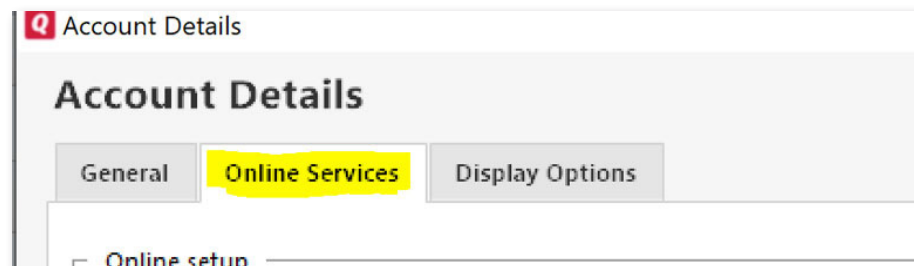 Q Account Details
Account Details
General Online Services Display Options
Online setup